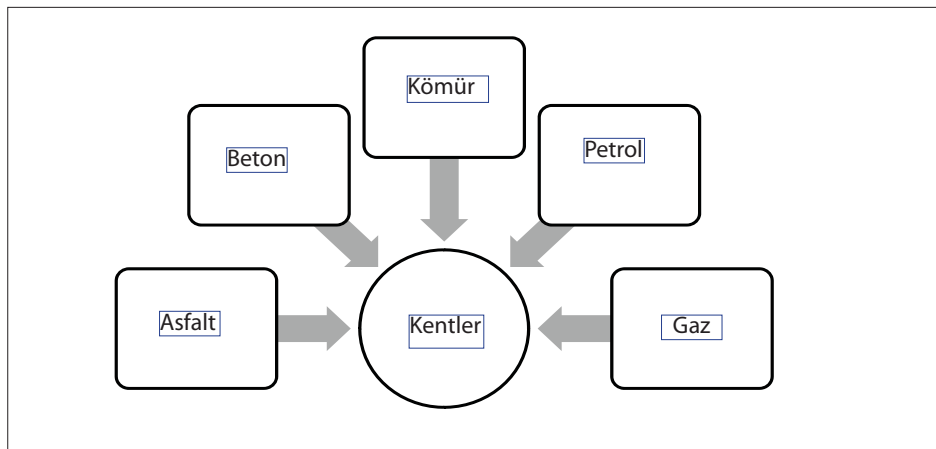 Kömür
Beton
Petrol
Asfalt
Kentler
Gaz